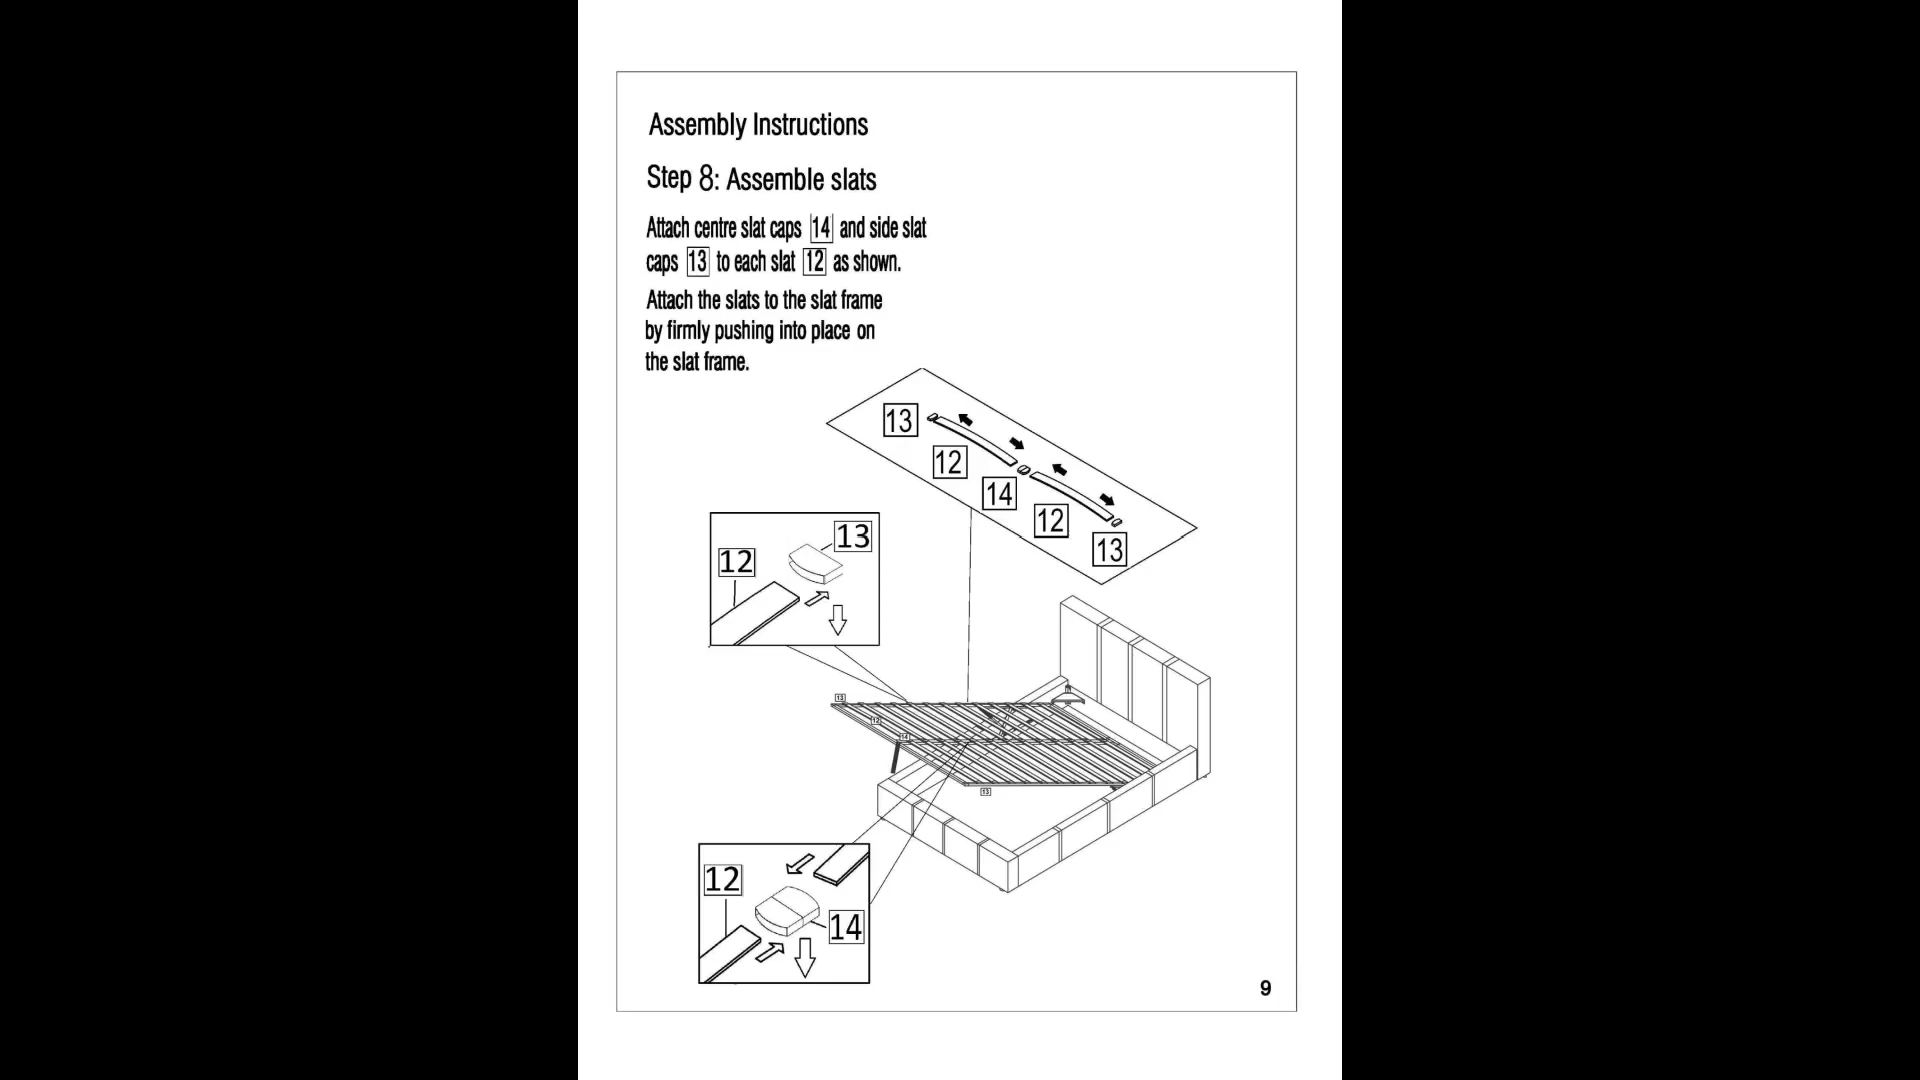 Assembly Instructions
Step 8: Assemble slats
Attach centre slat caps 14 and side slat
caps 13 to each slat 12 as shown.
Attach the slats to the slat frame
by firmly pushing into place on
the slat frame.
13
12
14
12
13
12
13
13
12
14
13
12
14
9